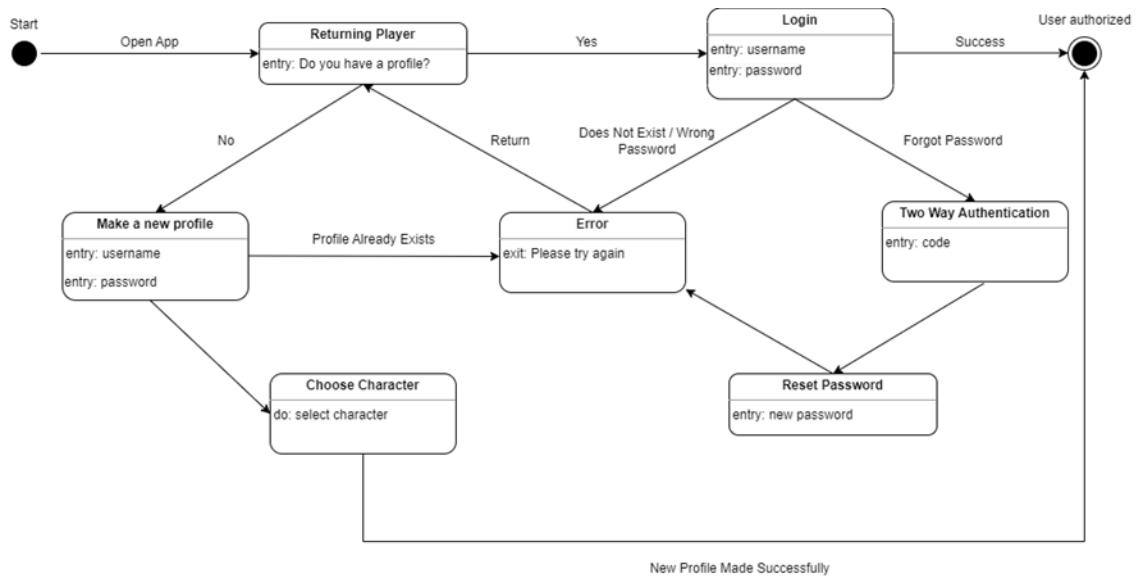 Start
Open App
Returning Player
entry: Do you have a profile?
Yes
Login
entry: username
entry: password
Success
User authorized
No
Return
Does Not Exist / Wrong
Password
Forgot Password
Make a new profile
entry: username
entry: password
Profile Already Exists
Error
exit: Please try again
Two Way Authentication
entry: code
Choose Character
do: select character
Reset Password
entry: new password
New Profile Made Successfully